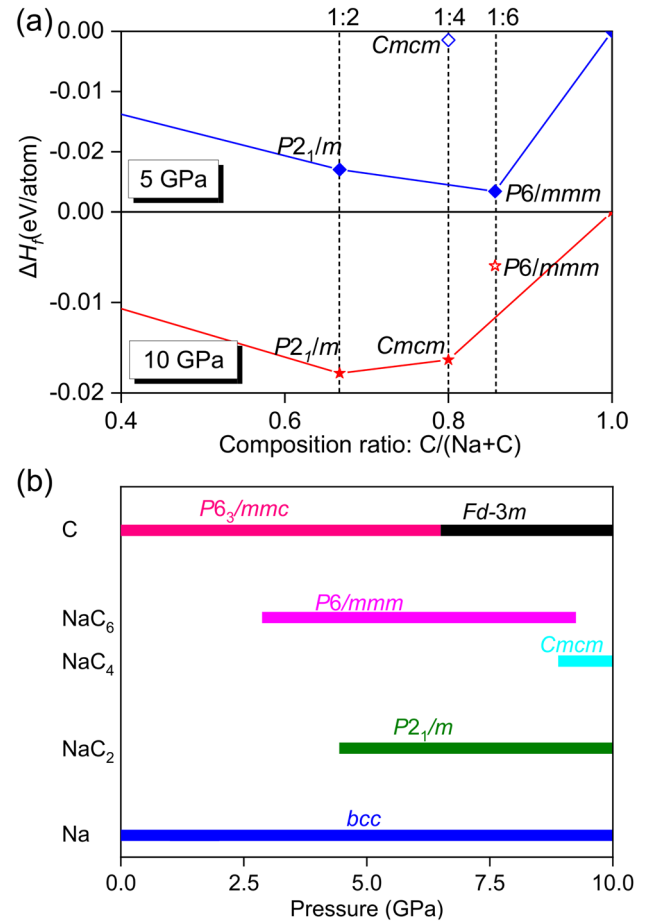 (a)
1:2 1:4 1:6
0.00
Cmcm
-0.01
P2₁/m
-0.02
5 GPa
P6/mmm
0.00
ΔH_f(eV/atom)
P6/mmm
-0.01
P2₁/m
Cmcm
10 GPa
-0.02
0.4 0.6 0.8 1.0
Composition ratio: C/(Na+C)
(b)
P6₃/mmc
Fd-3m
C
P6/mmm
NaC₆
Cmcm
NaC₄
P2₁/m
NaC₂
bcc
Na
0.0 2.5 5.0 7.5 10.0
Pressure (GPa)